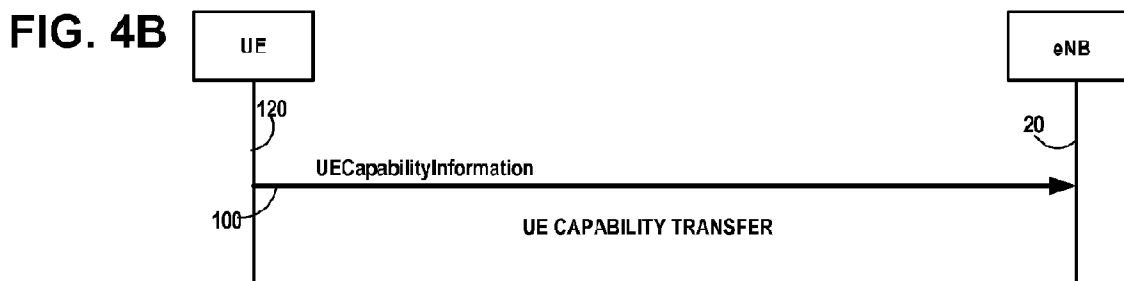 FIG. 4B
UE
eNB
120
20
UECapabilityInformation
100
UE CAPABILITY TRANSFER